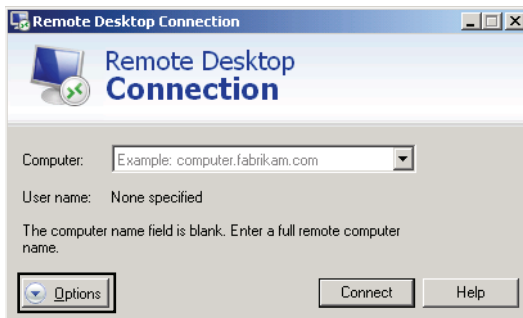 Remote Desktop Connection
Remote Desktop
Connection
Computer: Example: computer.fabrikam.com
User name: None specified
The computer name field is blank. Enter a full remote computer
name.
Options Connect Help